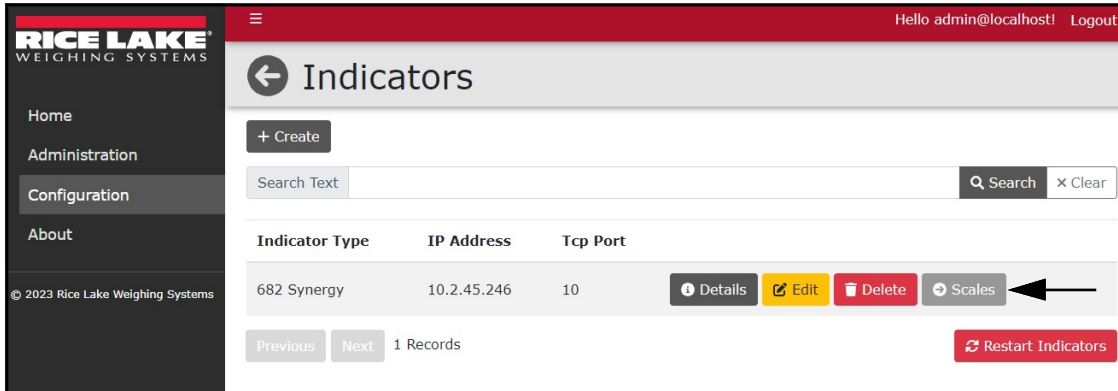 RICE LAKE®
WEIGHING SYSTEMS
Home
Administration
Configuration
About
© 2023 Rice Lake Weighing Systems
Hello admin@localhost! Logout
Indicators
+ Create
Search Text Search × Clear
Indicator Type IP Address Tcp Port
682 Synergy 10.2.45.246 10 Details Edit Delete Scales
Previous Next 1 Records Restart Indicators